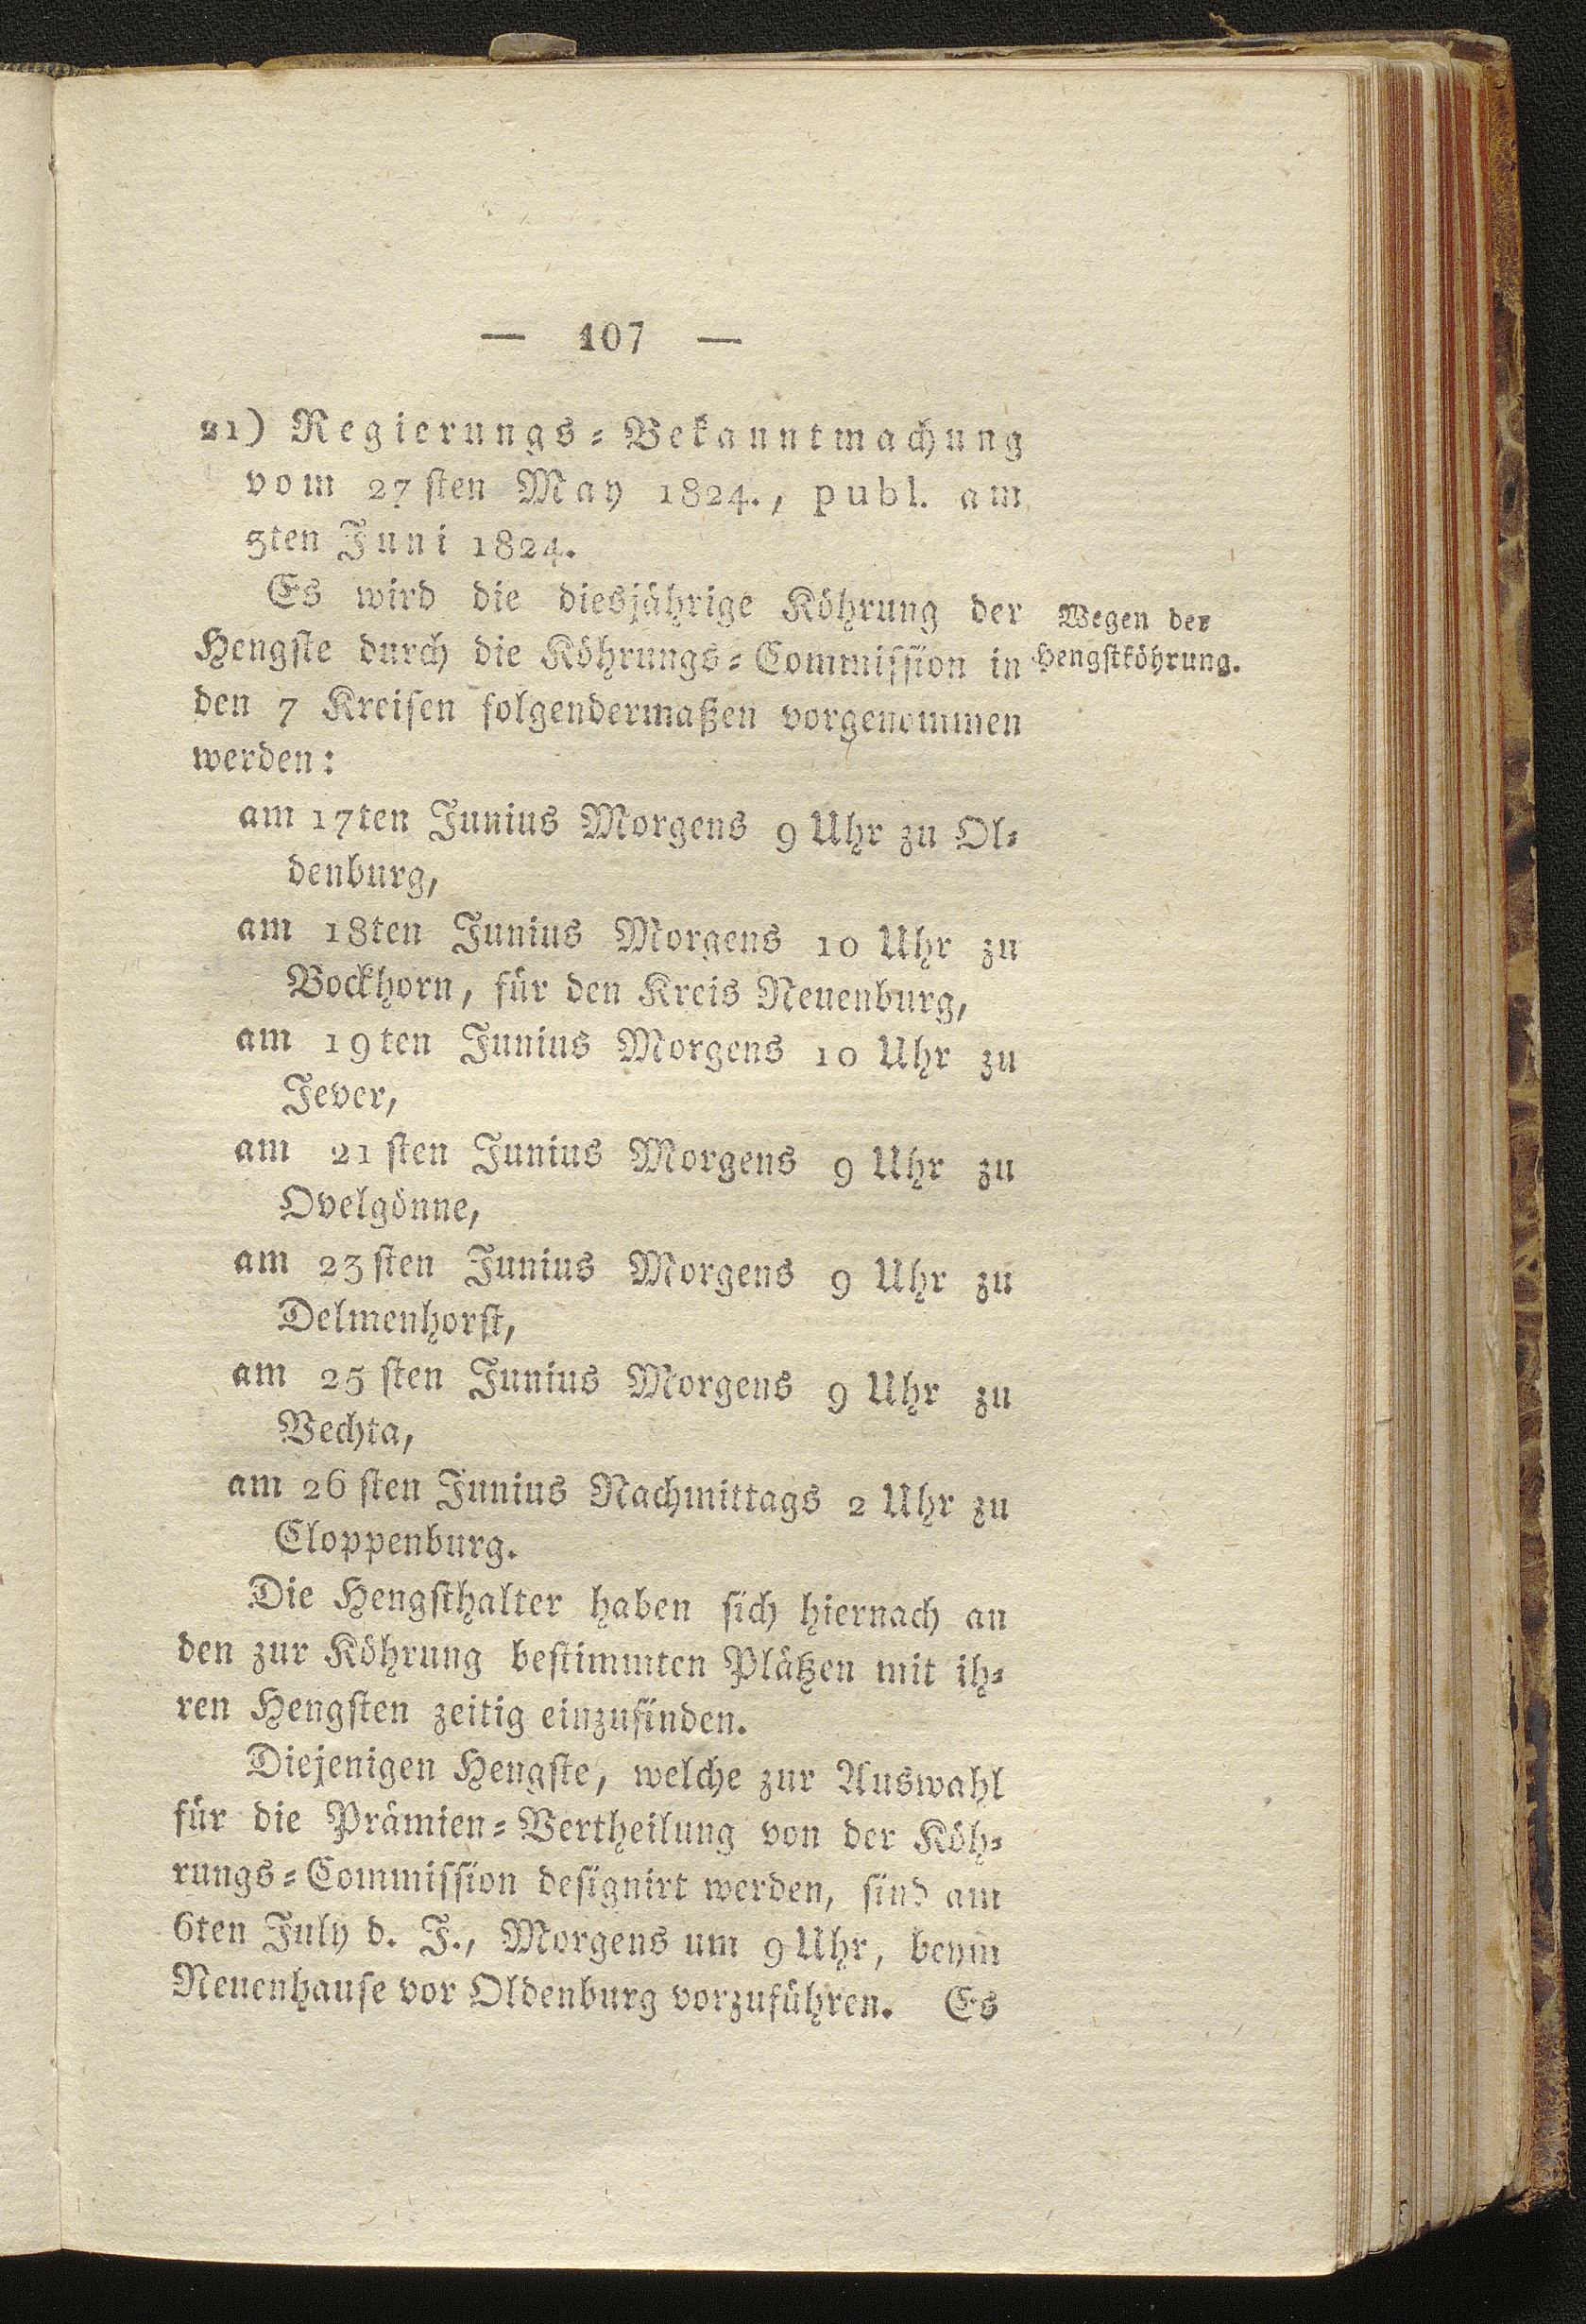 — 107 —
21) Regierungs-Bekanntmachung
vom 27sten May 1824., publ. am
5ten Juni 1824.
Es wird die diesjährige Köhrung der
Hengste durch die Köhrungs-Commission in
den 7 Kreisen folgendermaßen vorgenommen
werden:
Wegen der
Hengstköhrung.
am 17ten Junius Morgens 9 Uhr zu Ol-
denburg,
am 18ten Junius Morgens 10 Uhr zu
Bockhorn, für den Kreis Neuenburg,
am 19ten Junius Morgens 10 Uhr zu
Jever,
am 21sten Junius Morgens 9 Uhr zu
Ovelgönne,
am 23sten Junius Morgens 9 Uhr zu
Delmenhorst,
am 25sten Junius Morgens 9 Uhr zu
Vechta,
am 26sten Junius Nachmittags 2 Uhr zu
Cloppenburg.
Die Hengsthalter haben sich hiernach an
den zur Köhrung bestimmten Plätzen mit ih-
ren Hengsten zeitig einzufinden.
Diejenigen Hengste, welche zur Auswahl
für die Prämien-Vertheilung von der Köh-
rungs-Commission designirt werden, sind am
6ten July d. J., Morgens um 9 Uhr, beym
Neuenhause vor Oldenburg vorzuführen. Es